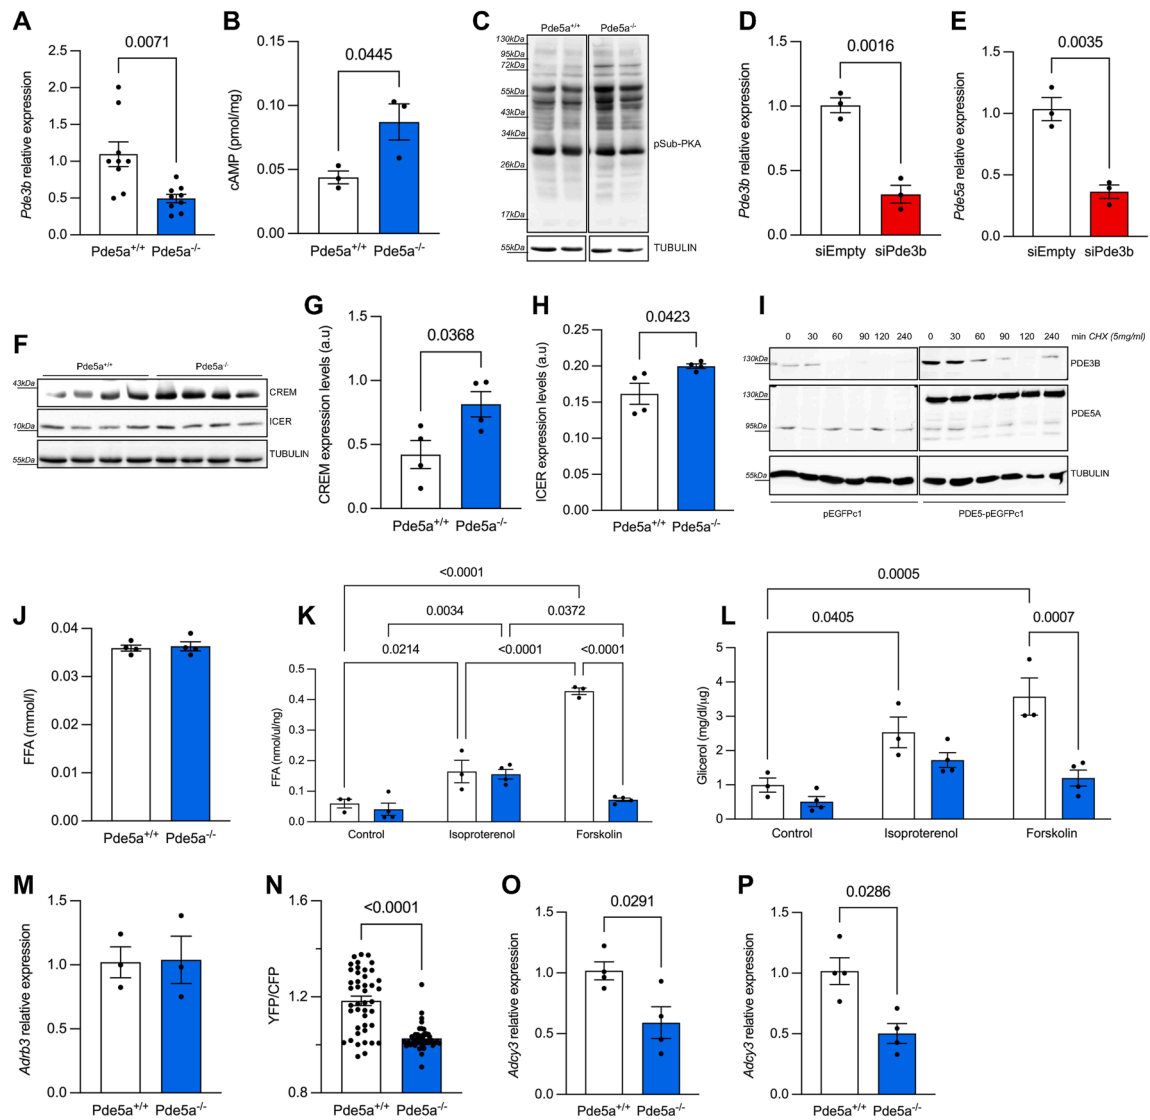 A
0.0071
Pde3b relative expression
2.5
2.0
1.5
1.0
0.5
0.0
Pde5a+/+ Pde5a-/-
B
0.0445
cAMP (pmol/mg)
0.15
0.10
0.05
0.00
Pde5a+/+ Pde5a-/-
C
Pde5a+/+ Pde5a-/-
130kDa
95kDa
72kDa
55kDa
43kDa
34kDa
26kDa
17kDa
55kDa
pSub-PKA
TUBULIN
D
0.0016
Pde3b relative expression
1.5
1.0
0.5
0.0
siEmpty siPde3b
E
0.0035
Pde5a relative expression
1.5
1.0
0.5
0.0
siEmpty siPde3b
F
Pde5a+/+ Pde5a-/-
43kDa
10kDa
55kDa
CREM
ICER
TUBULIN
G
0.0368
CREM expression levels (a.u)
1.5
1.0
0.5
0.0
Pde5a+/+ Pde5a-/-
H
0.0423
ICER expression levels (a.u)
0.25
0.20
0.15
0.10
0.05
0.00
Pde5a+/+ Pde5a-/-
I
0 30 60 90 120 240 0 30 60 90 120 240 min CHX (5mg/ml)
130kDa
PDE3B
130kDa
95kDa
PDE5A
55kDa
TUBULIN
pEGFPc1 PDE5-pEGFPc1
J
FFA (mmol/l)
0.04
0.03
0.02
0.01
0.00
Pde5a+/+ Pde5a-/-
K
<0.0001
0.0034 0.0372
0.0214 <0.0001 <0.0001
FFA (nmol/ul/ng)
0.5
0.4
0.3
0.2
0.1
0.0
Control Isoproterenol Forskolin
L
0.0005
0.0405 0.0007
Glicerol (mg/dl/µg)
5
4
3
2
1
0
Control Isoproterenol Forskolin
M
Adrb3 relative expression
1.5
1.0
0.5
0.0
Pde5a+/+ Pde5a-/-
N
<0.0001
YFP/CFP
1.6
1.2
0.8
Pde5a+/+ Pde5a-/-
O
0.0291
Adcy3 relative expression
1.5
1.0
0.5
0.0
Pde5a+/+ Pde5a-/-
P
0.0286
Adcy3 relative expression
1.5
1.0
0.5
0.0
Pde5a+/+ Pde5a-/-